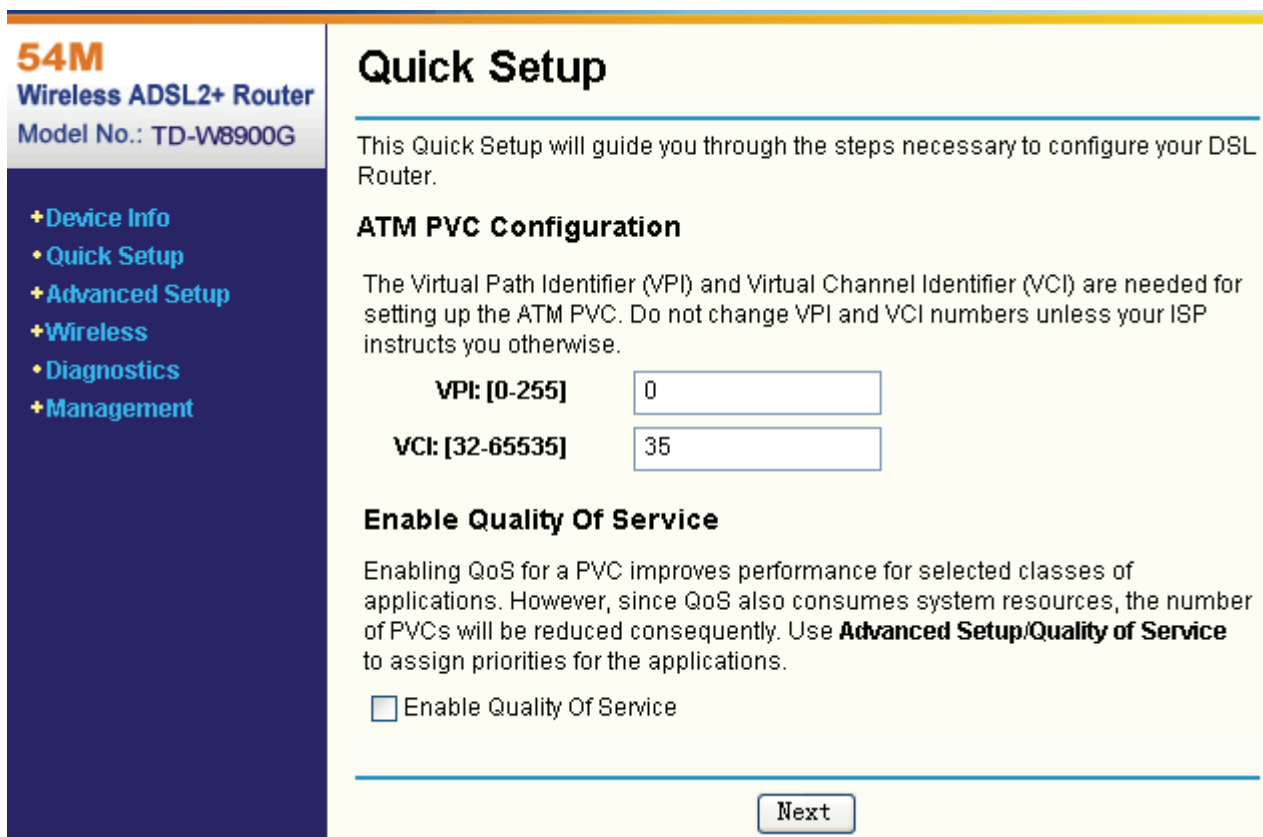 54M
Wireless ADSL2+ Router
Model No.: TD-W8900G
+Device Info
•Quick Setup
+Advanced Setup
+Wireless
•Diagnostics
+Management
Quick Setup
This Quick Setup will guide you through the steps necessary to configure your DSL
Router.
ATM PVC Configuration
The Virtual Path Identifier (VPI) and Virtual Channel Identifier (VCI) are needed for
setting up the ATM PVC. Do not change VPI and VCI numbers unless your ISP
instructs you otherwise.
VPI: [0-255] 0
VCI: [32-65535] 35
Enable Quality Of Service
Enabling QoS for a PVC improves performance for selected classes of
applications. However, since QoS also consumes system resources, the number
of PVCs will be reduced consequently. Use Advanced Setup/Quality of Service
to assign priorities for the applications.
Enable Quality Of Service
Next